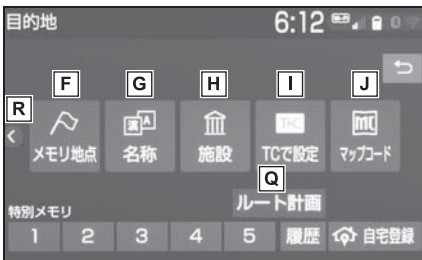 目的地 6:12
F G H I J
R
メモリ地点 名称 施設 TCで設定 マップコード
Q
ルート計画
特別メモリ
1 2 3 4 5 履歴 自宅登録